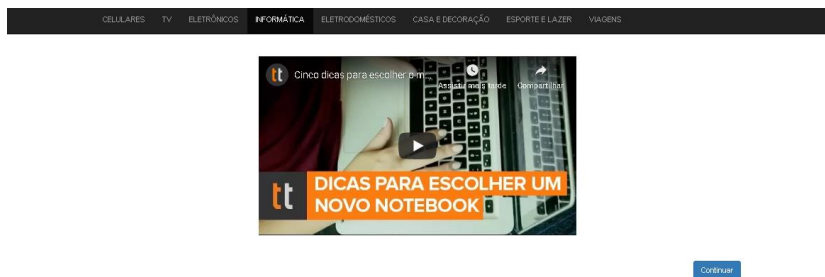 CELULARES TV ELETRÔNICOS INFORMÁTICA ELETRODOMÉSTICOS CASA E DECORAÇÃO ESPORTE E LAZER VIAGENS
tt Cinco dicas para escolher o m...
Assistir mais tarde Compartilhar
tt
DICAS PARA ESCOLHER UM
NOVO NOTEBOOK
Continuar